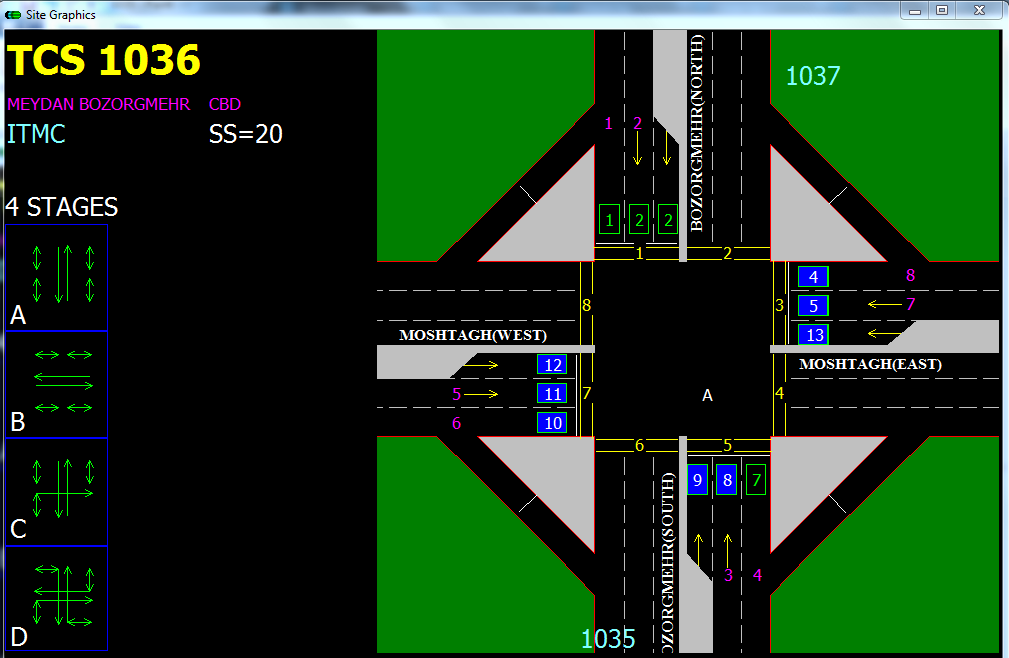 Site Graphics
TCS 1036
MEYDAN BOZORGMEHR CBD
ITMC SS=20
4 STAGES
A
B
C
D
1037
BOZORGMEHR(NORTH)
1 2
1 2 2
1 2
8
4
8 3 5 7
13
MOSHTAGH(WEST)
MOSHTAGH(EAST)
12
5 11 7 A 4
6 10
6 5
9 8 7
OZORGMEHR(SOUTH)
3 4
1035